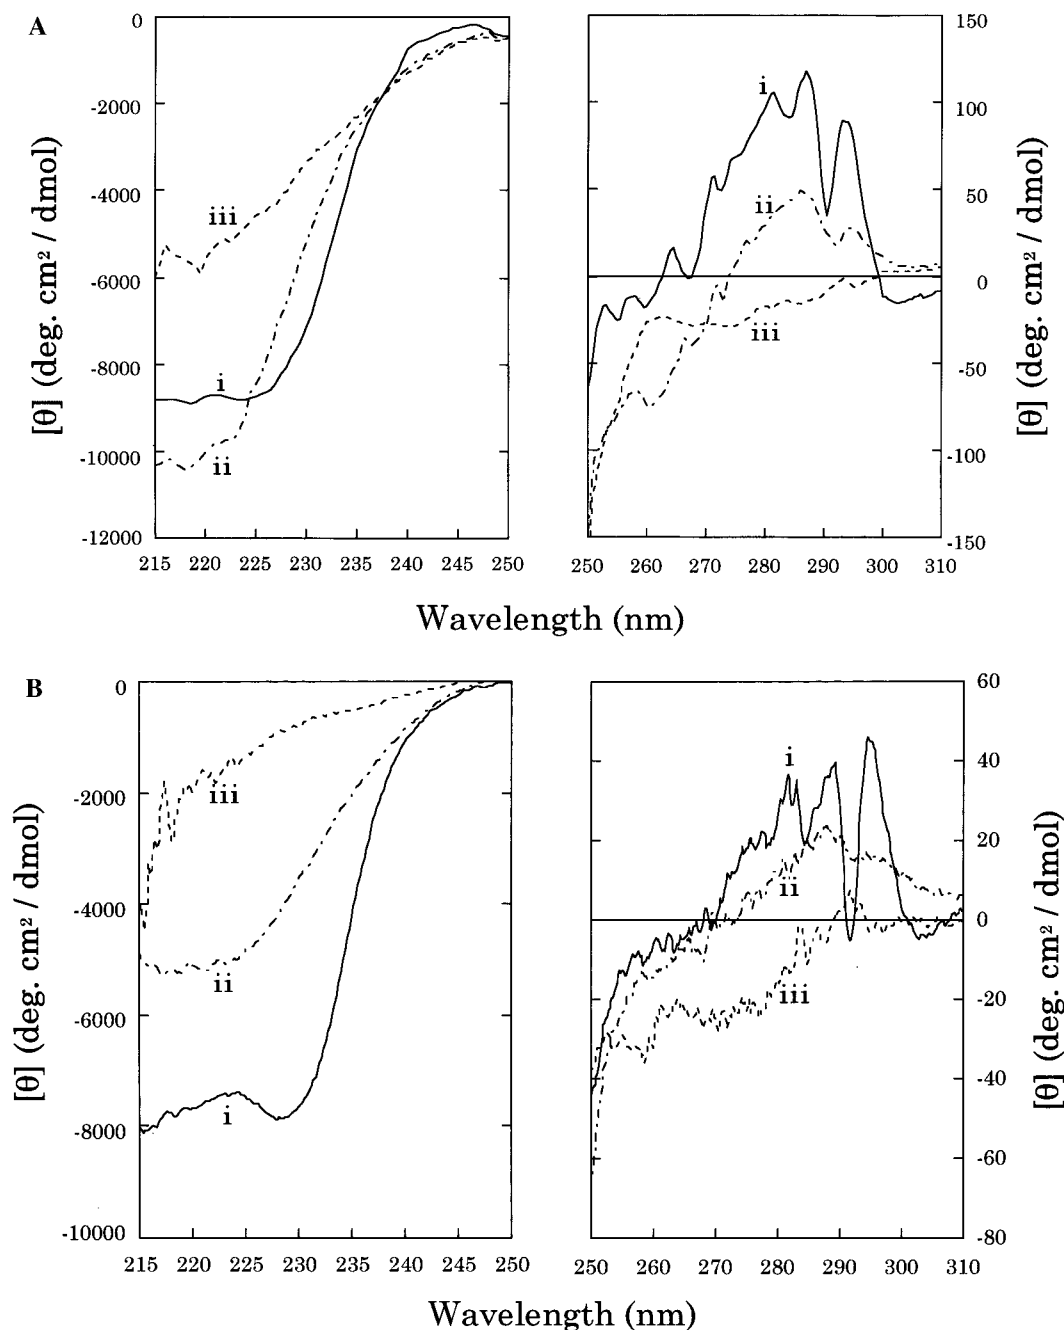 A
0
-2000
-4000
-6000
-8000
-10000
-12000
[θ] (deg. cm² / dmol)
iii
i
ii
215 220 225 230 235 240 245 250
150
100
50
0
-50
-100
-150
[θ] (deg. cm² / dmol)
i
ii
iii
250 260 270 280 290 300 310
Wavelength (nm)
B
0
-2000
-4000
-6000
-8000
-10000
[θ] (deg. cm² / dmol)
iii
ii
i
215 220 225 230 235 240 245 250
60
40
20
0
-20
-40
-60
-80
[θ] (deg. cm² / dmol)
i
ii
iii
250 260 270 280 290 300 310
Wavelength (nm)